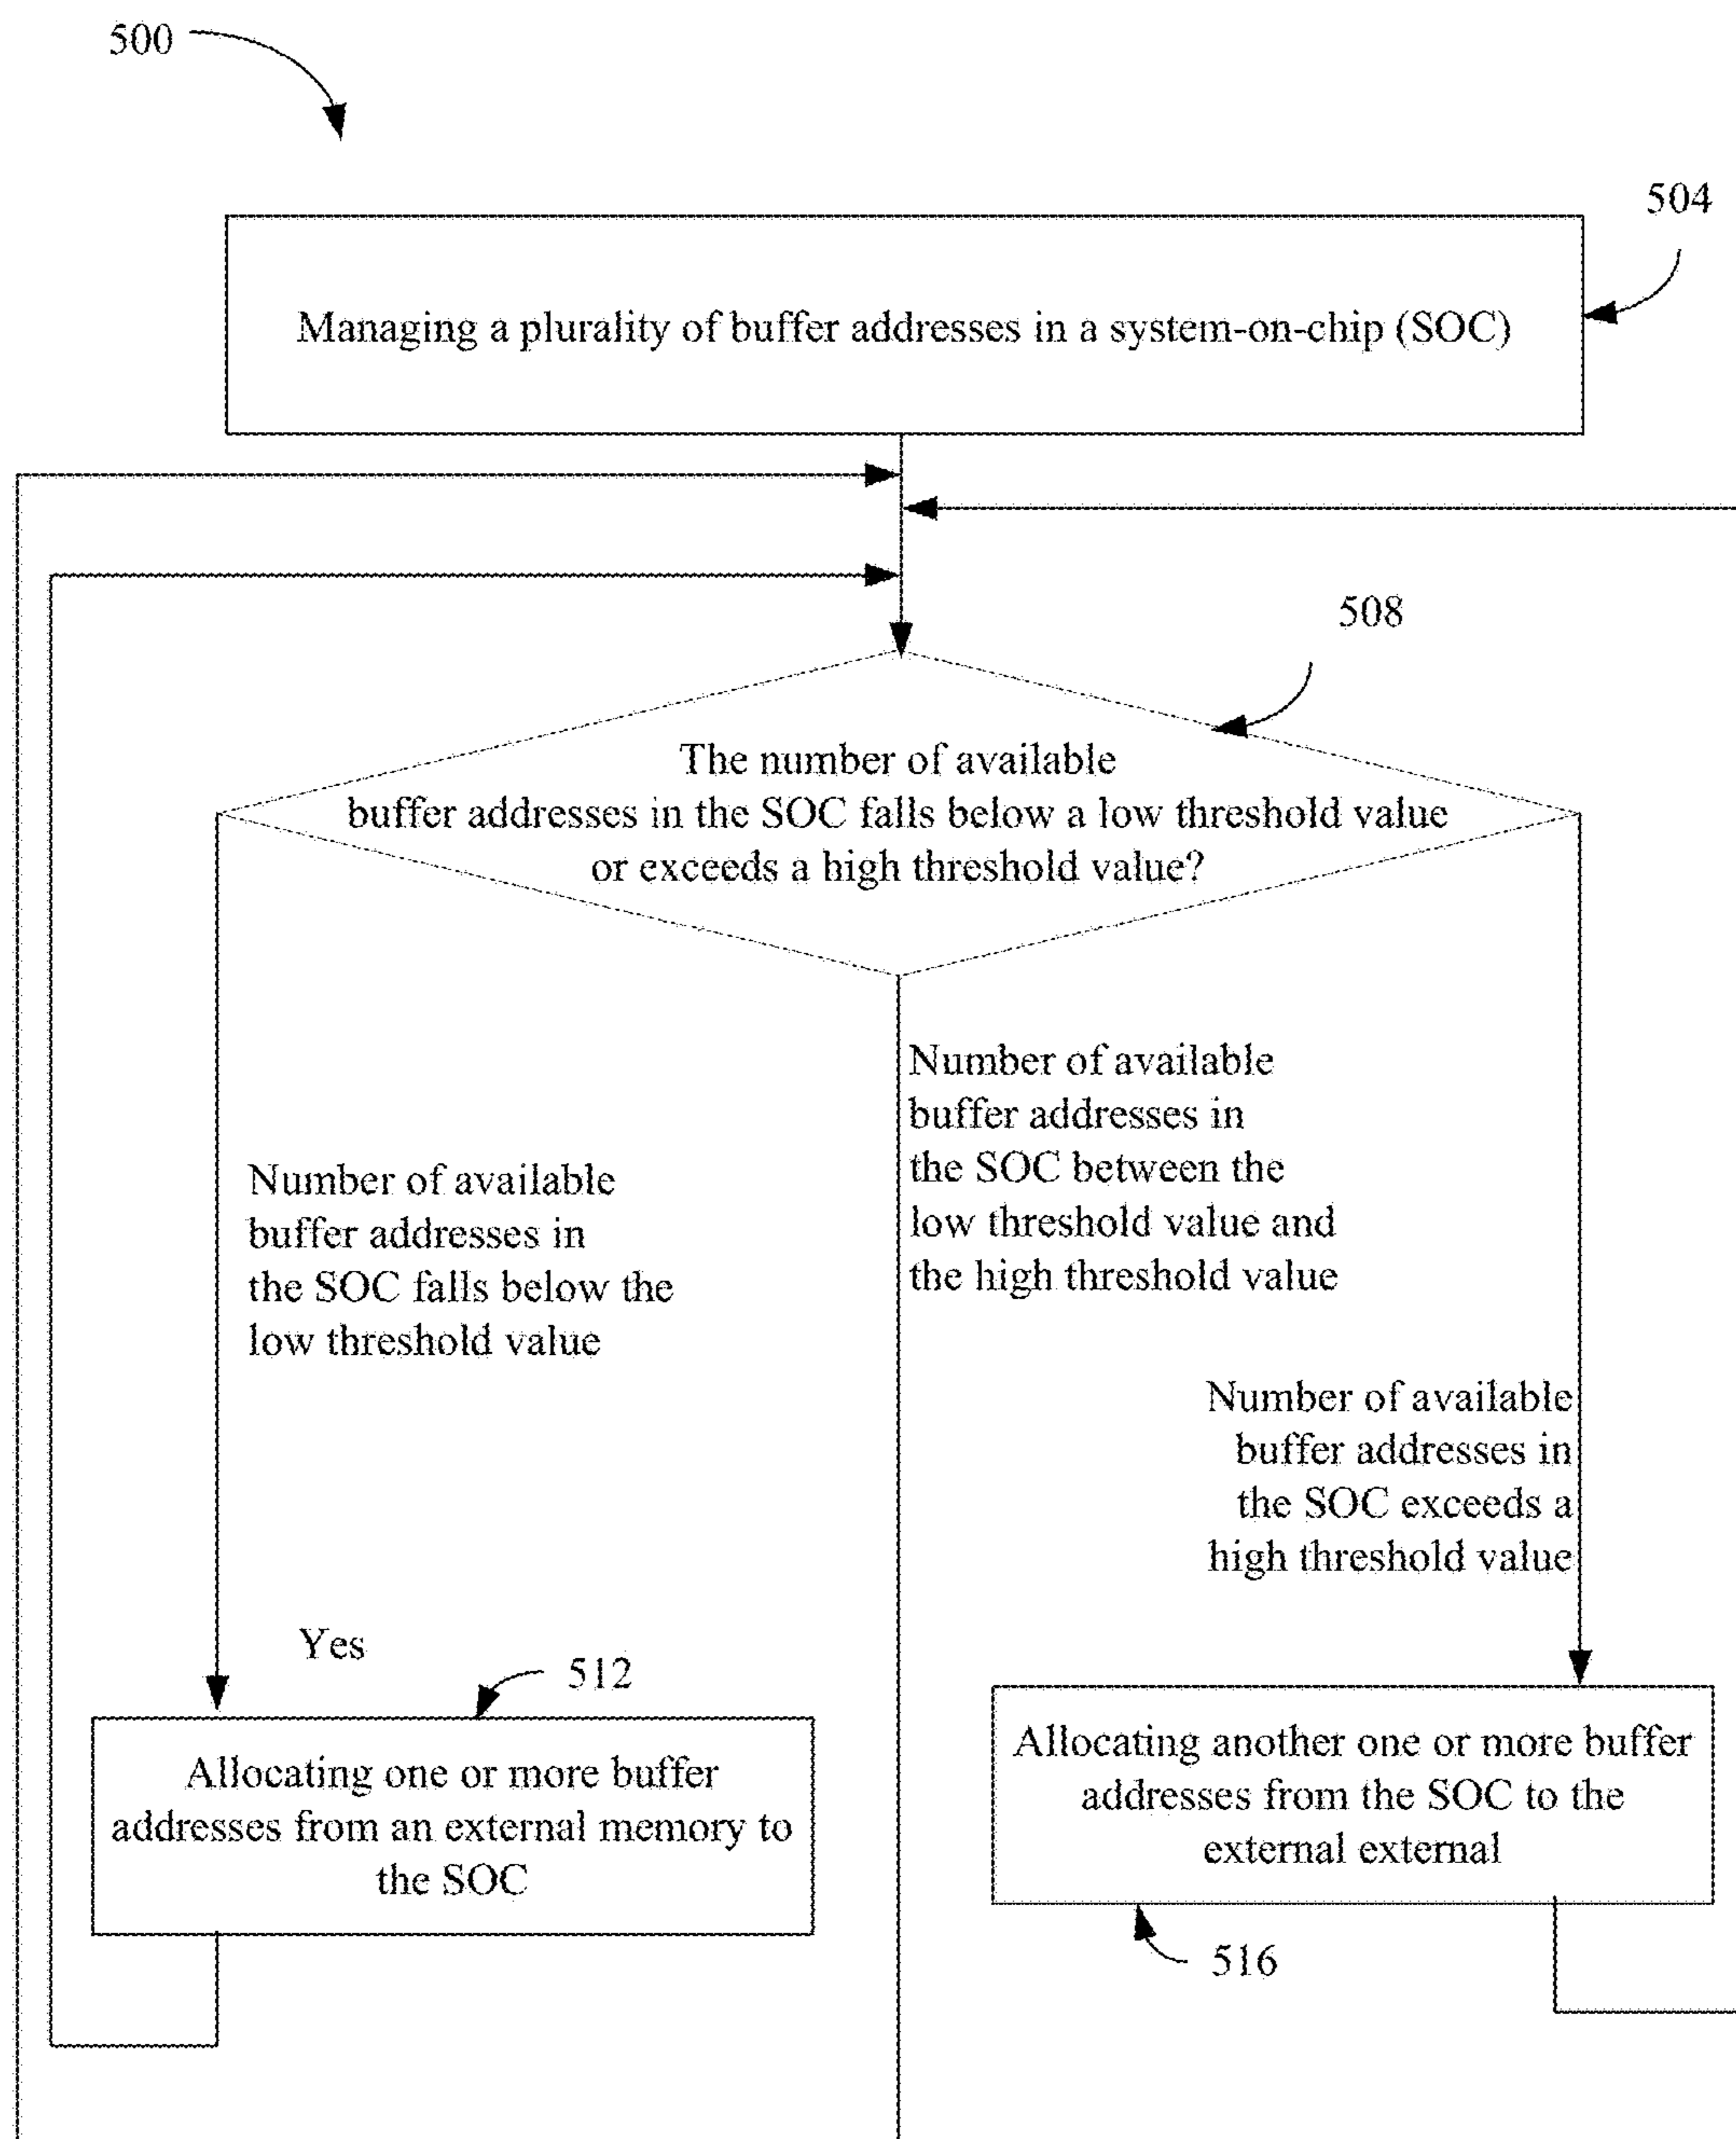 500
504
Managing a plurality of buffer addresses in a system-on-chip (SOC)
508
The number of available
buffer addresses in the SOC falls below a low threshold value
or exceeds a high threshold value?
Number of available
buffer addresses in
the SOC between the
low threshold value and
the high threshold value
Number of available
buffer addresses in
the SOC falls below the
low threshold value
Number of available
buffer addresses in
the SOC exceeds a
high threshold value
Yes
512
Allocating one or more buffer
addresses from an external memory to
the SOC
Allocating another one or more buffer
addresses from the SOC to the
external external
516